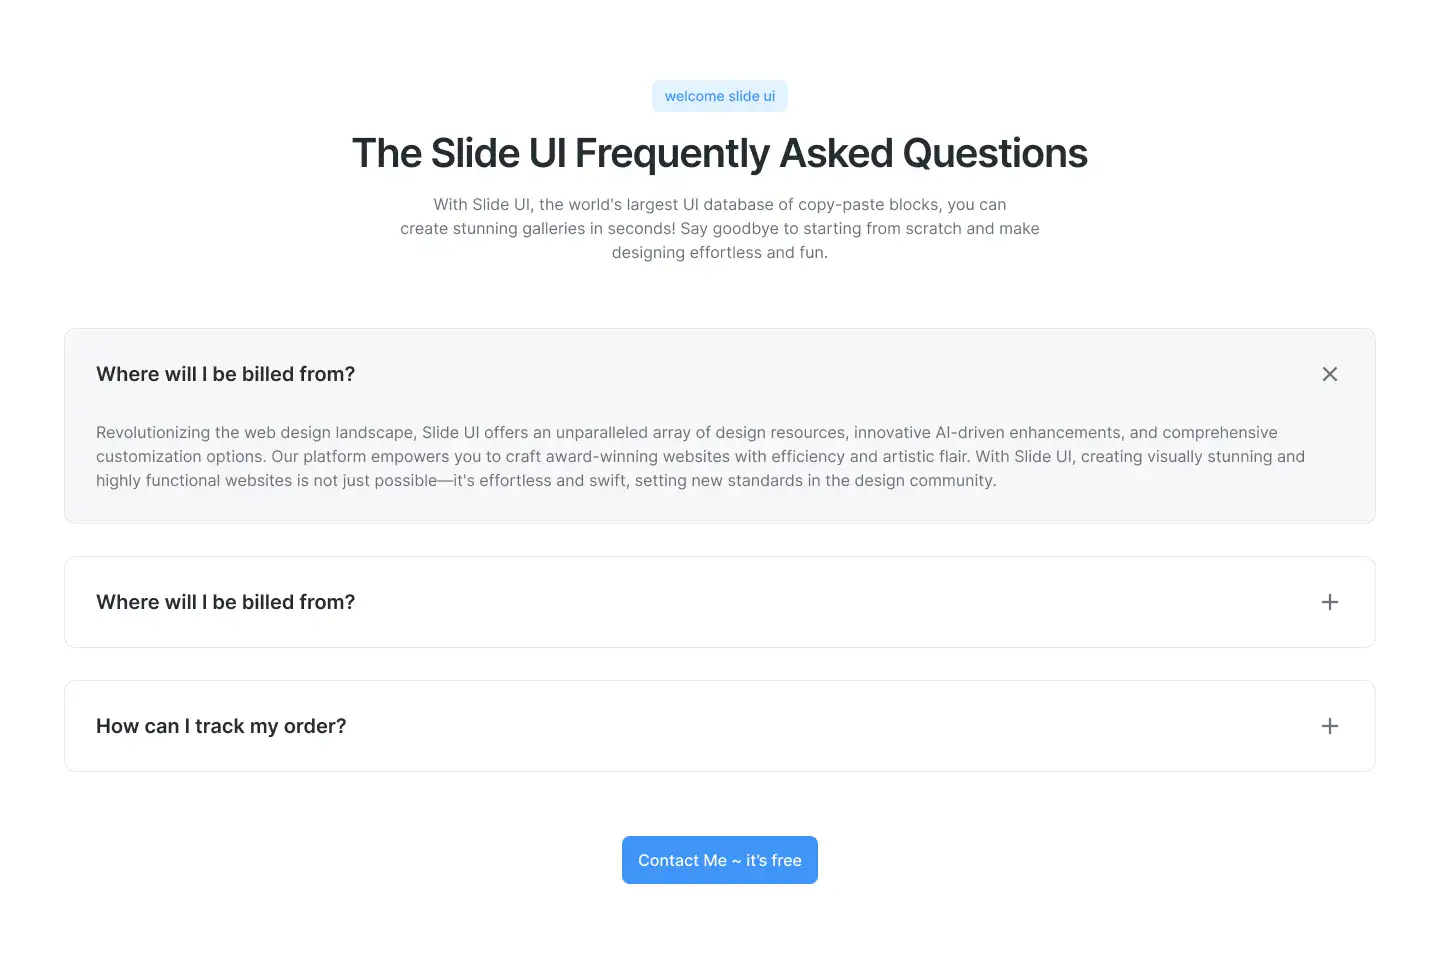 welcome slide ui
The Slide UI Frequently Asked Questions
With Slide UI, the world's largest UI database of copy-paste blocks, you can
create stunning galleries in seconds! Say goodbye to starting from scratch and make
designing effortless and fun.
Where will I be billed from?
Revolutionizing the web design landscape, Slide UI offers an unparalleled array of design resources, innovative AI-driven enhancements, and comprehensive
customization options. Our platform empowers you to craft award-winning websites with efficiency and artistic flair. With Slide UI, creating visually stunning and
highly functional websites is not just possible—it's effortless and swift, setting new standards in the design community.
Where will I be billed from?
How can I track my order?
Contact Me ~ it’s free